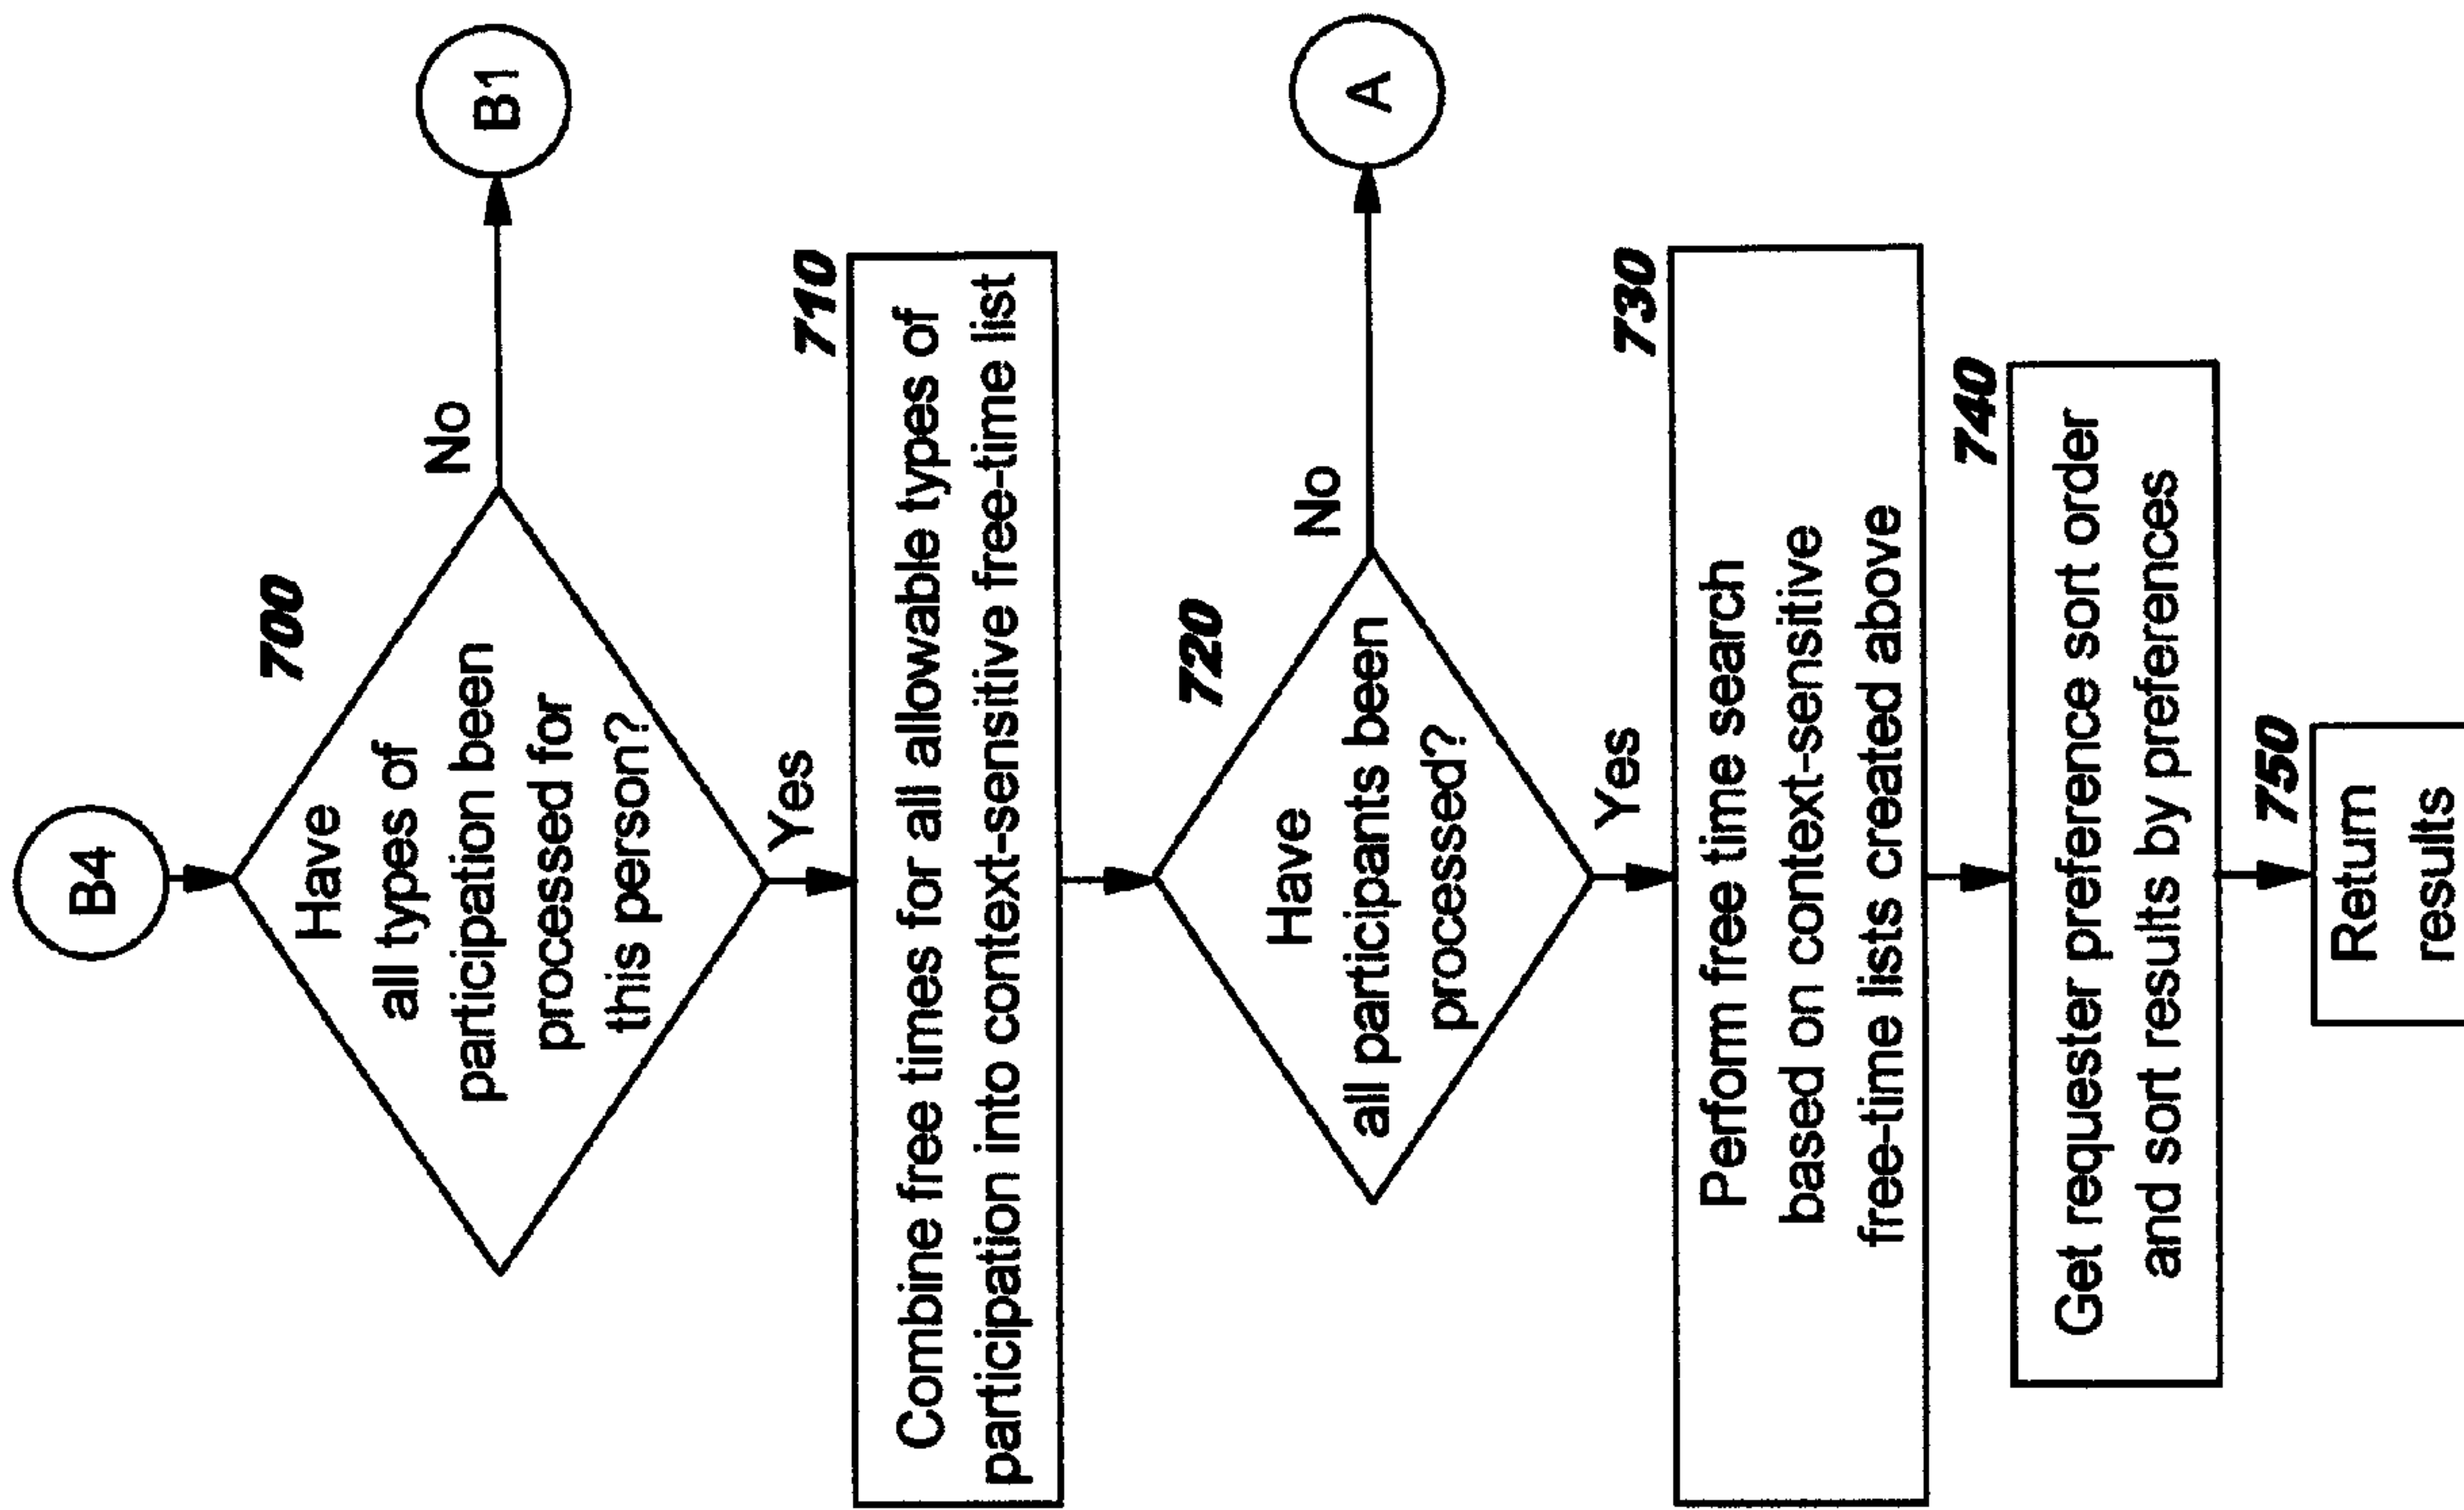 B4
700
Have
all types of
participation been
processed for
this person?
No
B1
Yes
710
Combine free times for all allowable types of
participation into context-sensitive free-time list
720
Have
all participants been
processed?
No
A
Yes
730
Perform free time search
based on context-sensitive
free-time lists created above
740
Get requester preference sort order
and sort results by preferences
750
Return
results